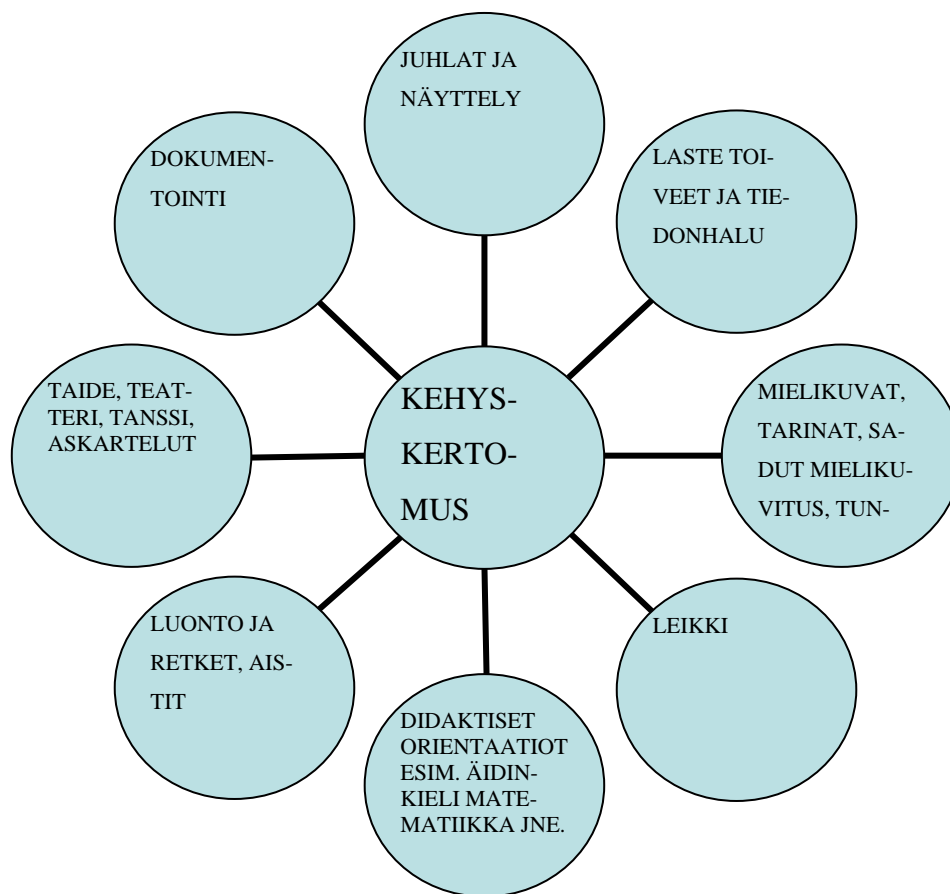 JUHLAT JA
NÄYTTELY
DOKUMEN-
TOINTI
LASTE TOI-
VEET JA TIE-
DONHALU
TAIDE, TEAT-
TERI, TANSSI,
ASKARTELUT
KEHYS-
KERTO-
MUS
MIELIKUVAT,
TARINAT, SA-
DUT MIELIKU-
VITUS, TUN-
LUONTO JA
RETKET, AIS-
TIT
LEIKKI
DIDAKTISET
ORIENTAATIOT
ESIM. ÄIDIN-
KIELI MATE-
MATIIKKA JNE.